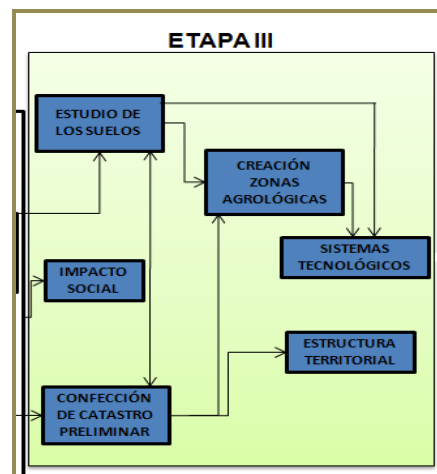 ETAPA III
ESTUDIO DE
LOS SUELOS
CREACIÓN
ZONAS
AGROLÓGICAS
SISTEMAS
TECNOLÓGICOS
IMPACTO
SOCIAL
ESTRUCTURA
TERRITORIAL
CONFECCIÓN
DE CATASTRO
PRELIMINAR